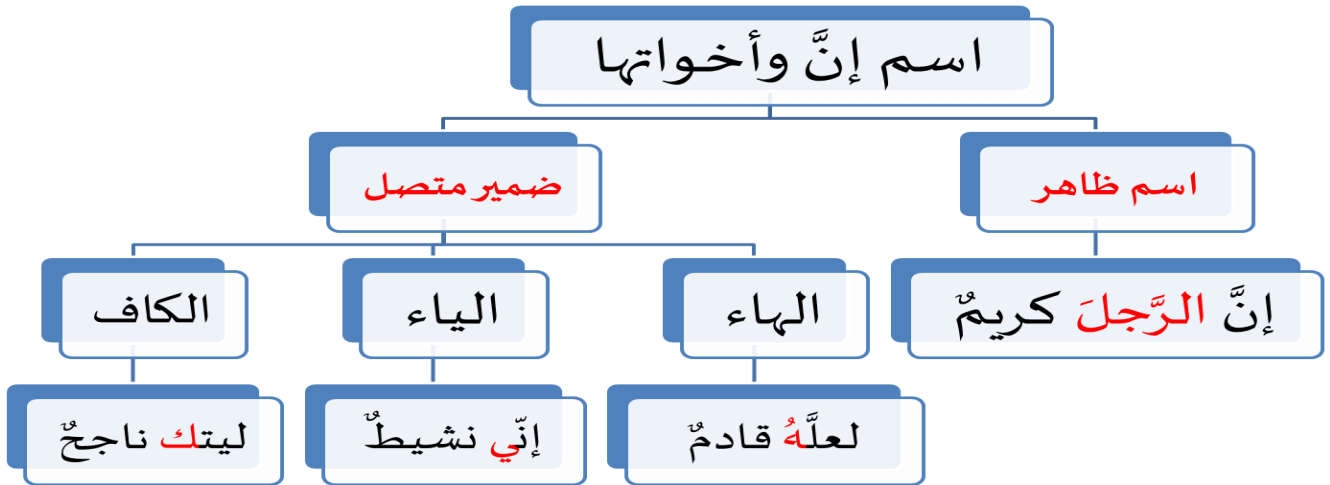 اسم إنَّ وأخواتها
اسم ظاهر
ضمير متصل
إنَّ الرَّجلَ كريمٌ
الهاء
الياء
الكاف
لعلَّهُ قادمٌ
إنّي نشيطٌ
ليتك ناجحٌ